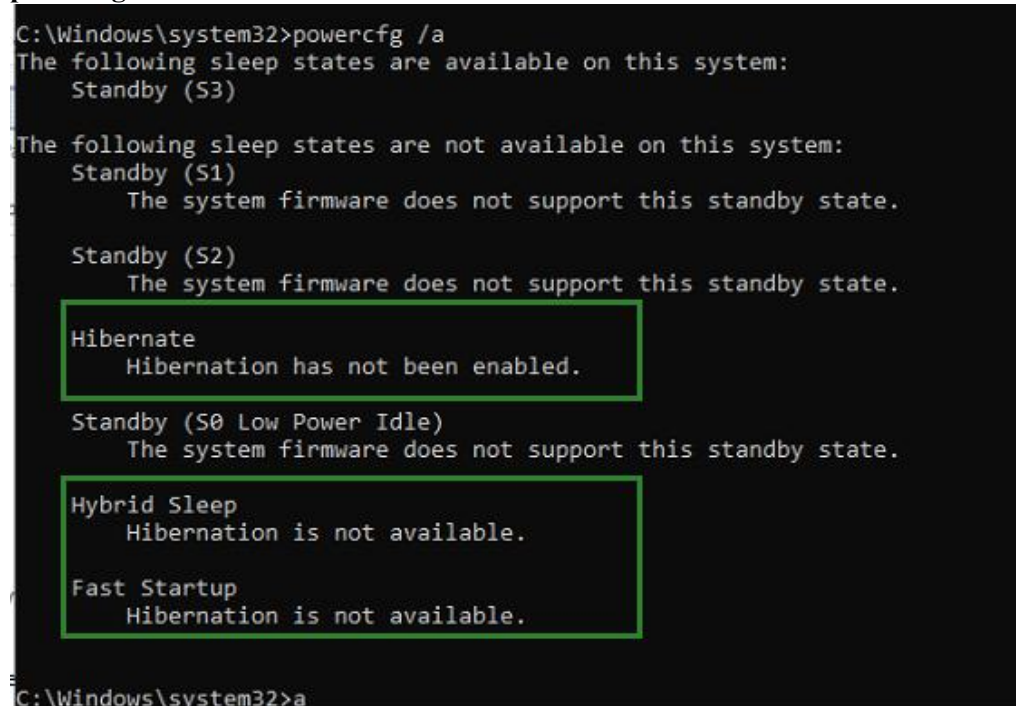 C:\Windows\system32>powercfg /a
The following sleep states are available on this system:
Standby (S3)
The following sleep states are not available on this system:
Standby (S1)
The system firmware does not support this standby state.
Standby (S2)
The system firmware does not support this standby state.
Hibernate
Hibernation has not been enabled.
Standby (S0 Low Power Idle)
The system firmware does not support this standby state.
Hybrid Sleep
Hibernation is not available.
Fast Startup
Hibernation is not available.
C:\Windows\system32>a